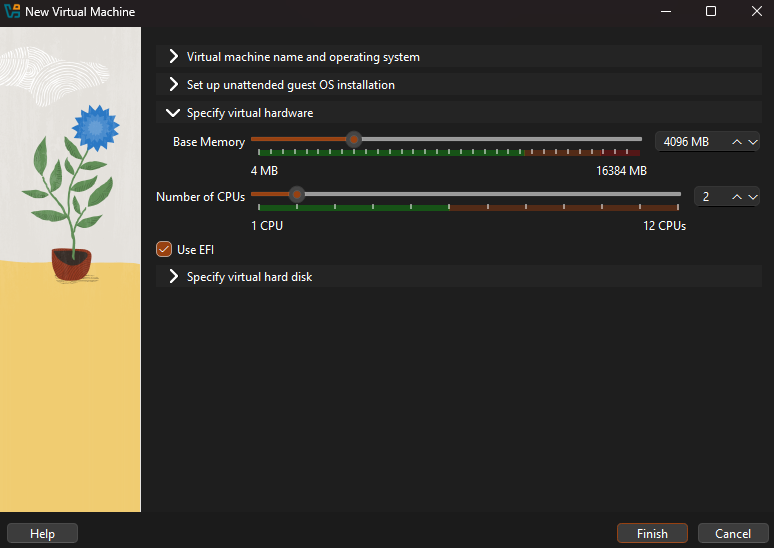 New Virtual Machine
Virtual machine name and operating system
Set up unattended guest OS installation
Specify virtual hardware
Base Memory 4096 MB
4 MB 16384 MB
Number of CPUs 2
1 CPU 12 CPUs
Use EFI
Specify virtual hard disk
Help Finish Cancel